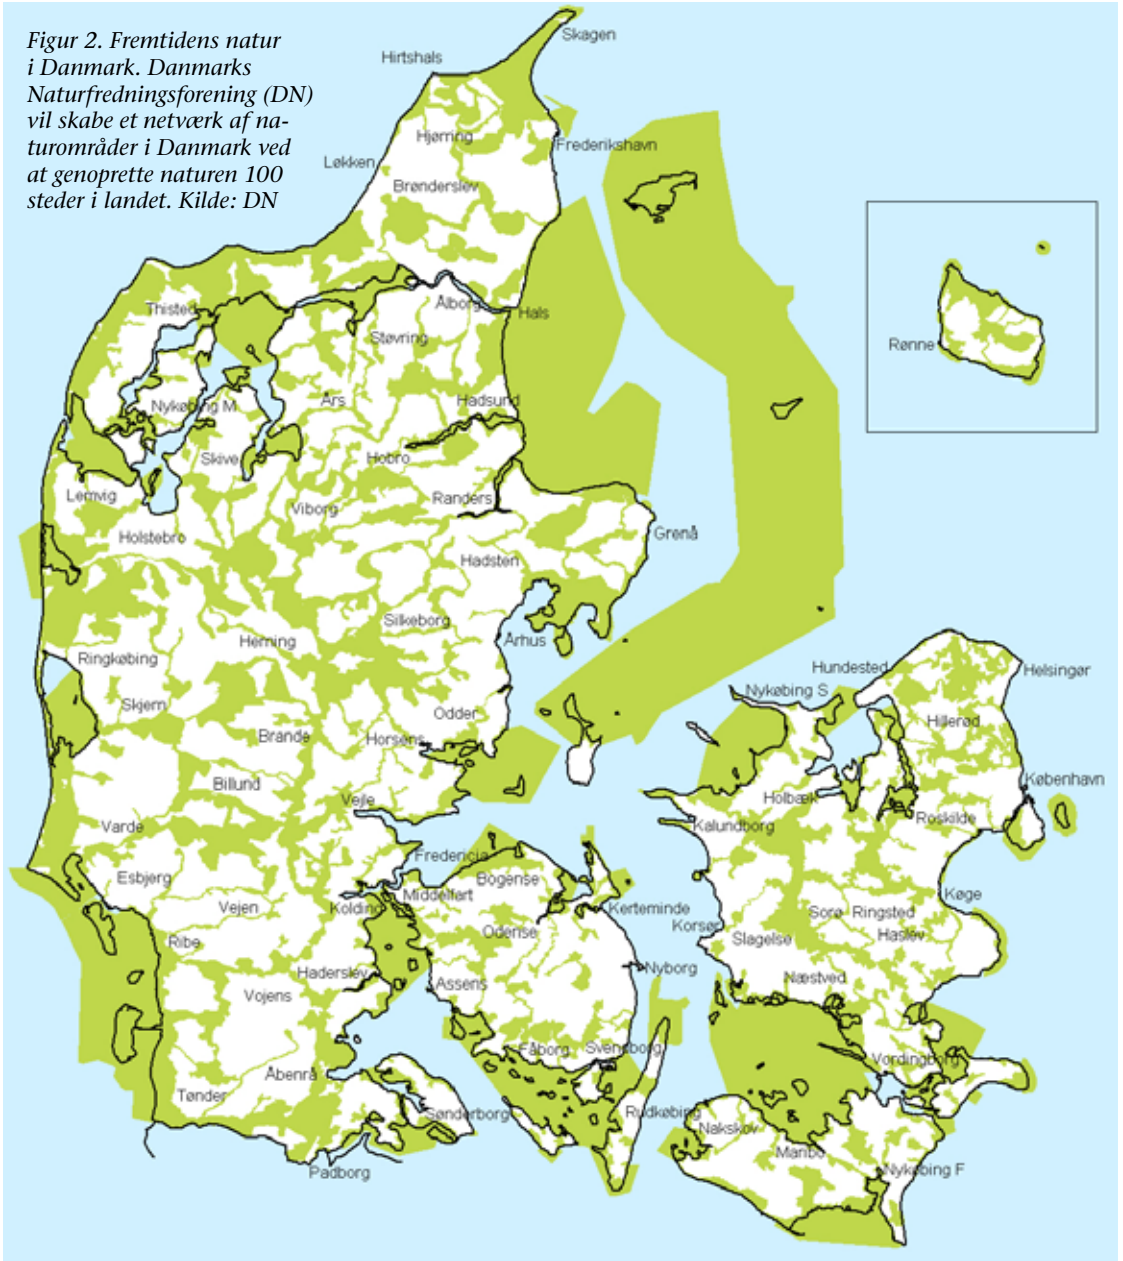 Figur 2. Fremtidens natur
i Danmark. Danmarks
Naturfredningsforening (DN)
vil skabe et netværk af na-
turområder i Danmark ved
at genoprette naturen 100
steder i landet. Kilde: DN
Skagen
Hirtshals
Hjørring
Frederikshavn
Løkken
Brønderslev
Thisted
Ålborg
Hals
Støvring
Rønne
Nykøbing M
Års
Hadsund
Skive
Hobro
Lemvig
Randers
Viborg
Holstebro
Grenå
Hadsten
Silkeborg
Herning
Århus
Ringkøbing
Hundested
Helsingør
Nykøbing S
Skjern
Odder
Hillerød
Brande
Horsens
Billund
København
Vejle
Holbæk
Roskilde
Varde
Kalundborg
Fredericia
Esbjerg
Bogense
Middelfart
Køge
Vejen
Kolding
Kerteminde
Sorø
Ringsted
Korsør
Odense
Slagelse
Haslev
Ribe
Nyborg
Haderslev
Næstved
Assens
Vojens
Fåborg
Svendborg
Vordingborg
Åbenrå
Tønder
Sønderborg
Rudkøbing
Nakskov
Maribo
Padborg
Nykøbing F